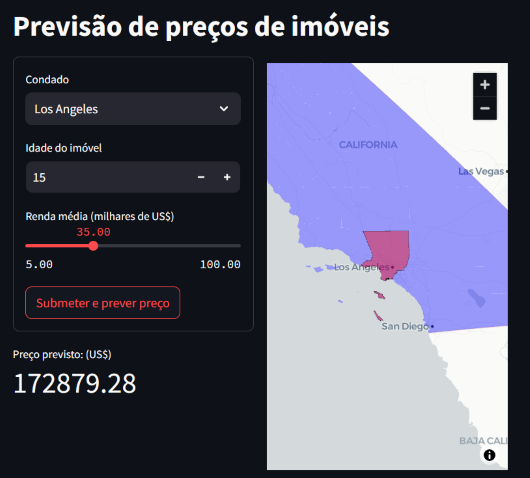 Previsão de preços de imóveis
Condado
Los Angeles
Idade do imóvel
15
Renda média (milhares de US$)
35.00
5.00 100.00
Submeter e prever preço
Preço previsto: (US$)
172879.28
CALIFORNIA
Las Vegas
Los Angeles
San Diego
BAJA CALI